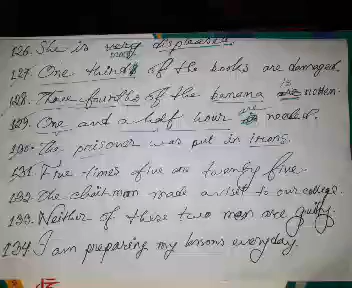 126. She is very displeased
127. One thirds of the books are damaged.
128. Three fourths of the banana is rotten.
129. One and a half hour are needed.
130. The prisoner was put in irons.
131. Five times five are twenty five.
132. The chairman made a visit to our college.
133. Neither of these two men are guilty.
134. I am preparing my lessons everyday.